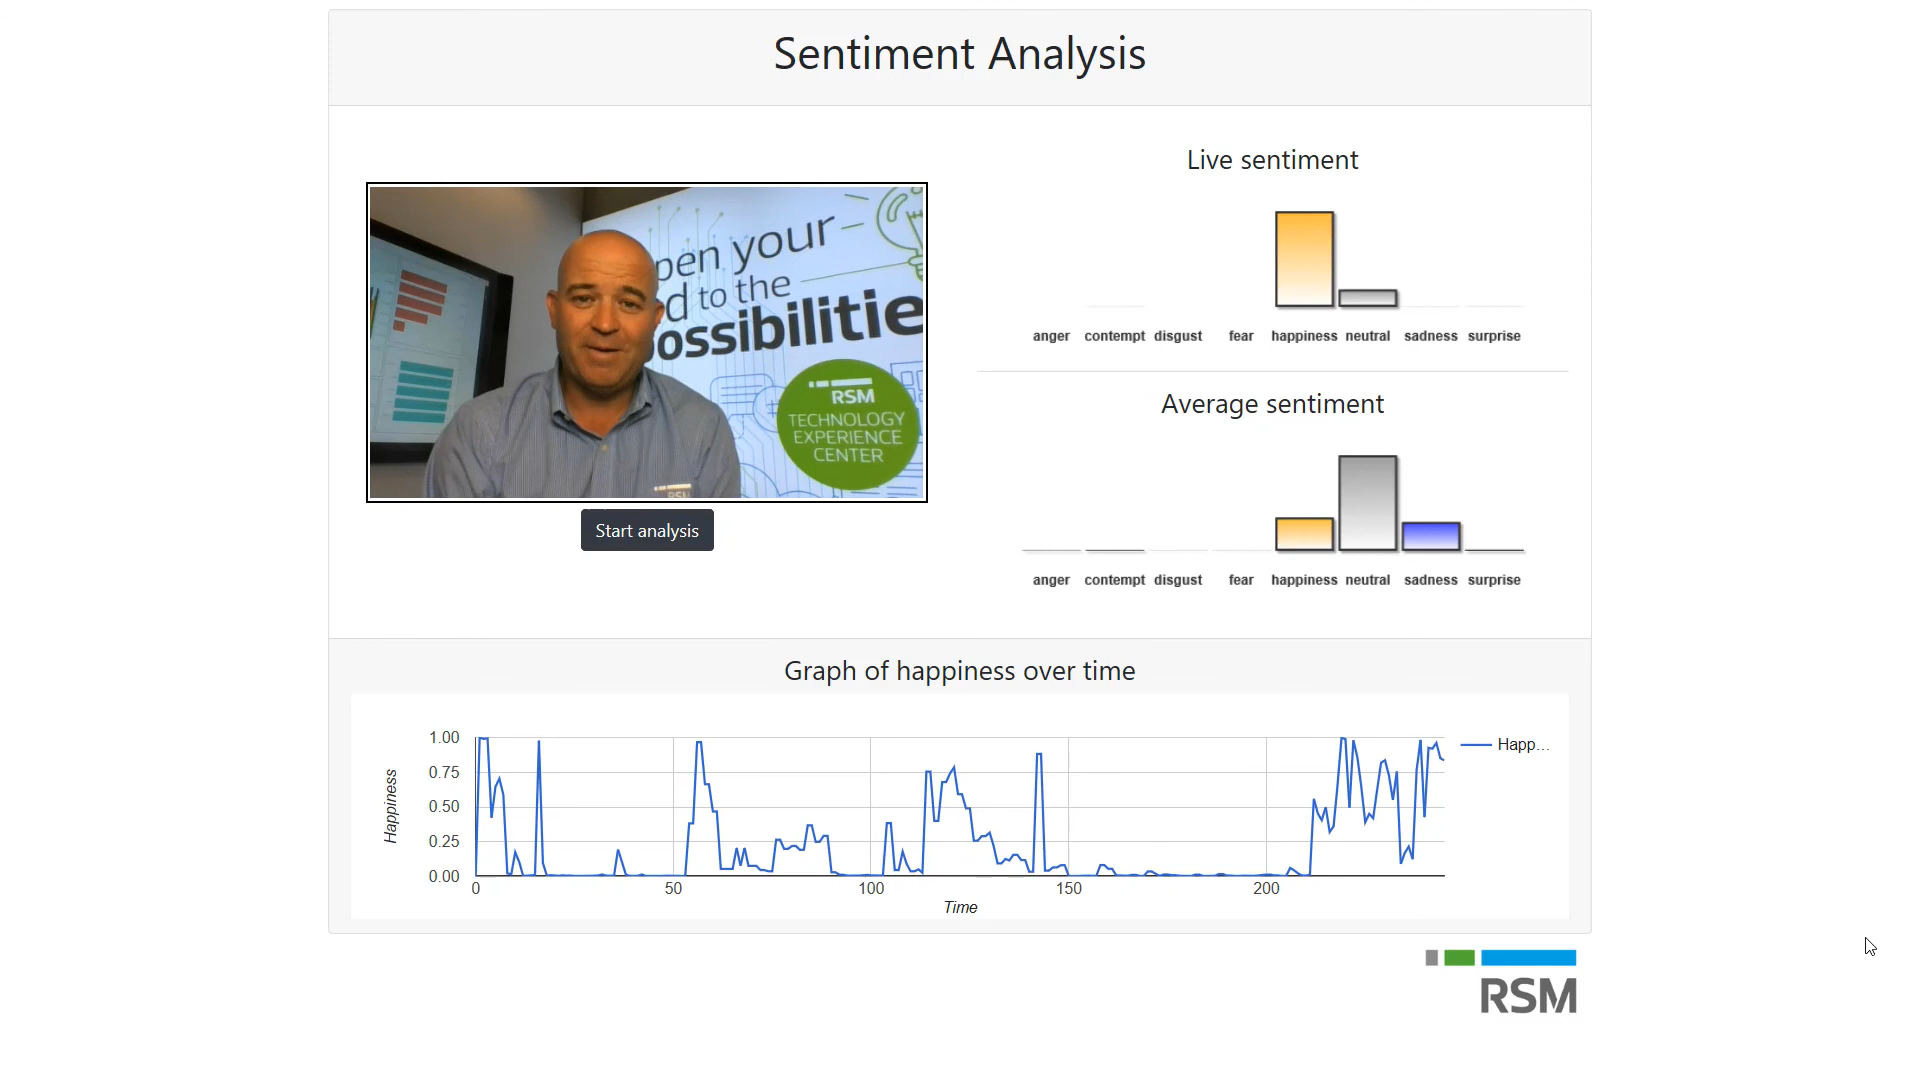 Sentiment Analysis
pen your
d to the
ossibilitie
RSM
TECHNOLOGY
EXPERIENCE
CENTER
RSM
Start analysis
Live sentiment
anger contempt disgust fear happiness neutral sadness surprise
Average sentiment
anger contempt disgust fear happiness neutral sadness surprise
Graph of happiness over time
1.00
0.75
0.50
0.25
0.00
Happiness
0 50 100 150 200
Time
Happ...
RSM